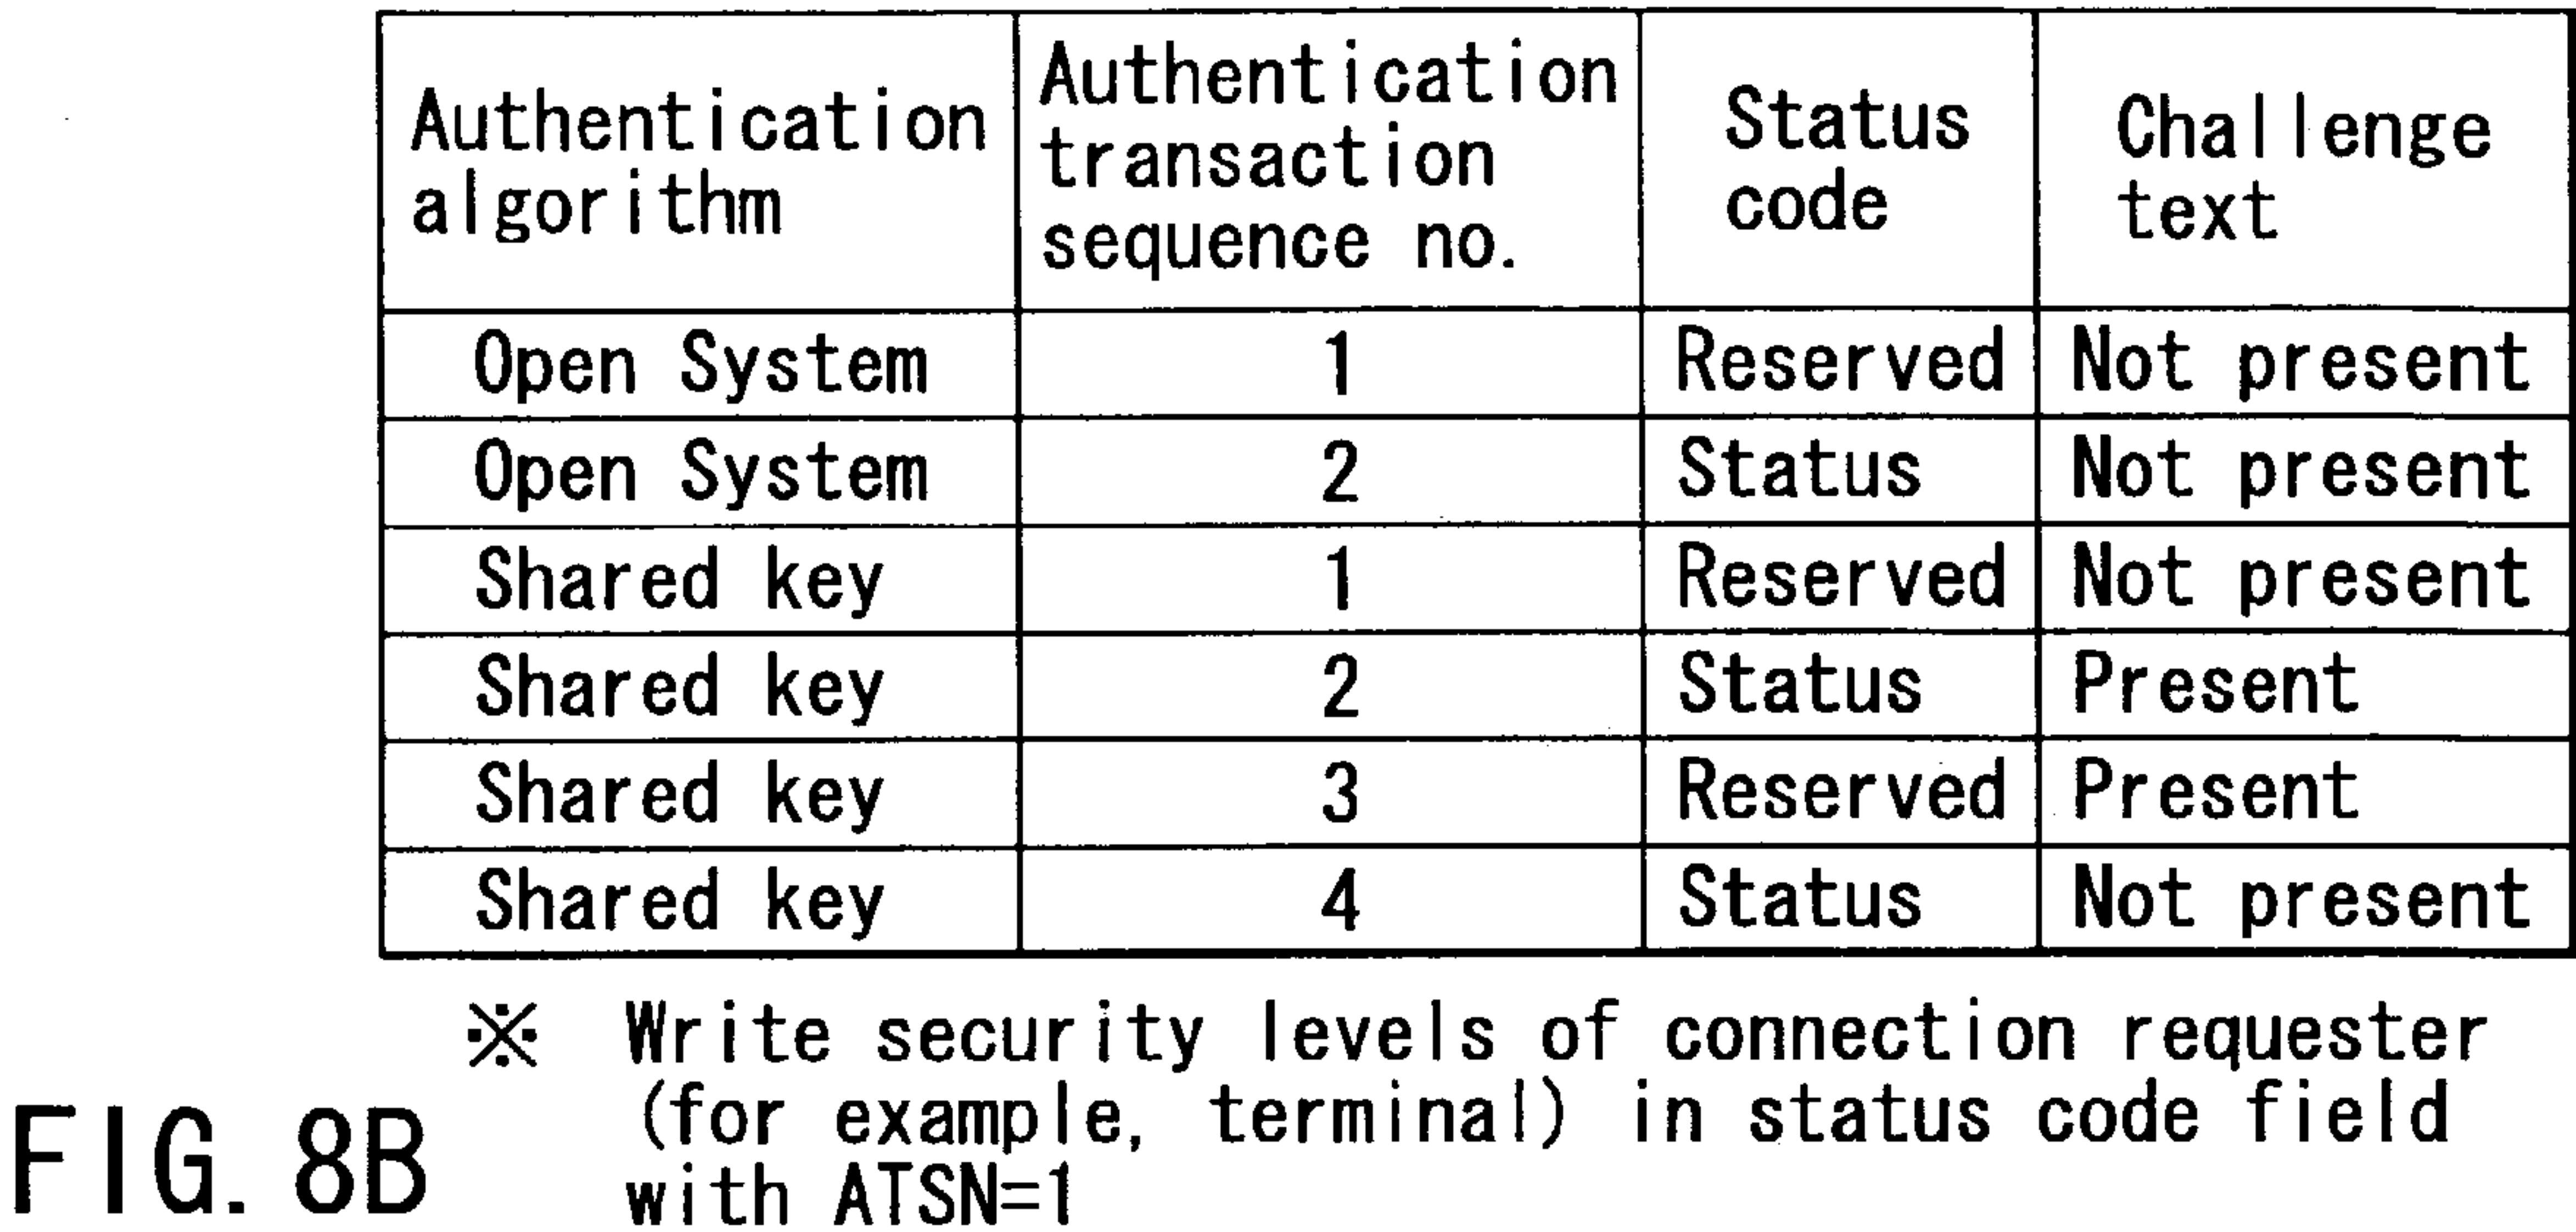 Authentication algorithm | Authentication transaction sequence no. | Status code | Challenge text
Open System | 1 | Reserved | Not present
Open System | 2 | Status | Not present
Shared key | 1 | Reserved | Not present
Shared key | 2 | Status | Present
Shared key | 3 | Reserved | Present
Shared key | 4 | Status | Not present
※ Write security levels of connection requester
(for example, terminal) in status code field
with ATSN=1
FIG. 8B